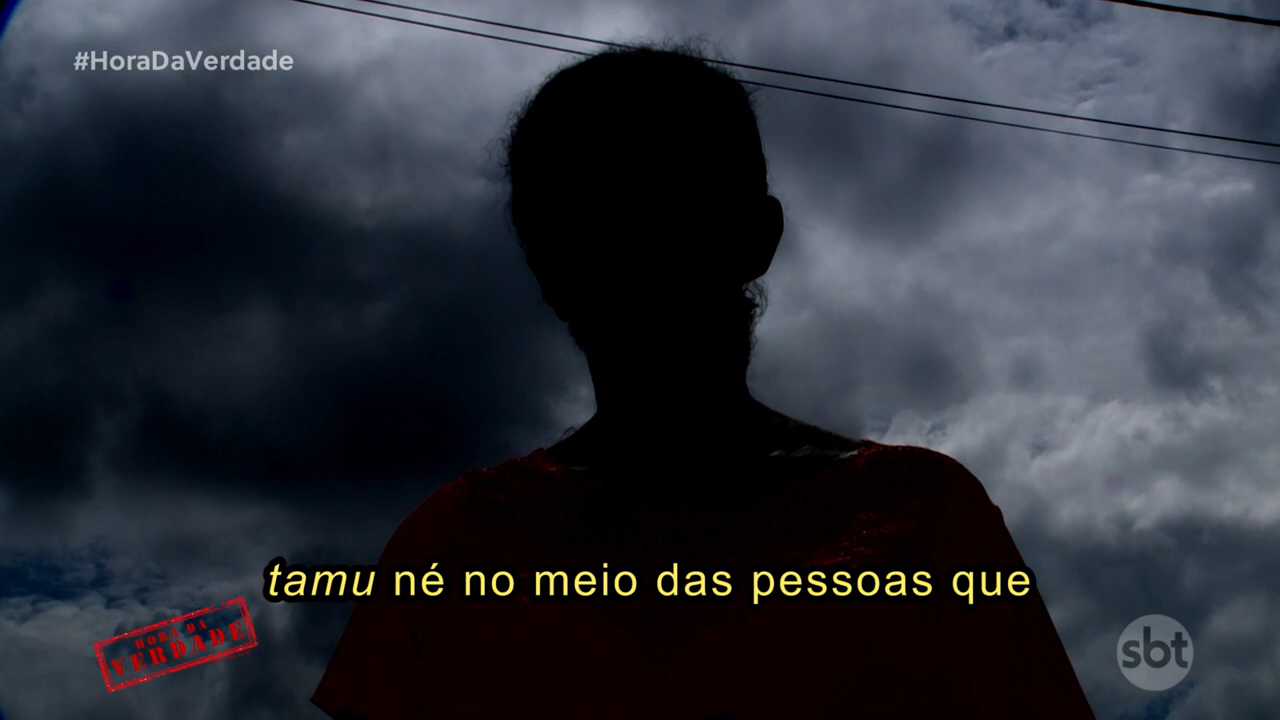 #HoraDaVerdade
tamu né no meio das pessoas que
HORA DA
VERDADE
sbt